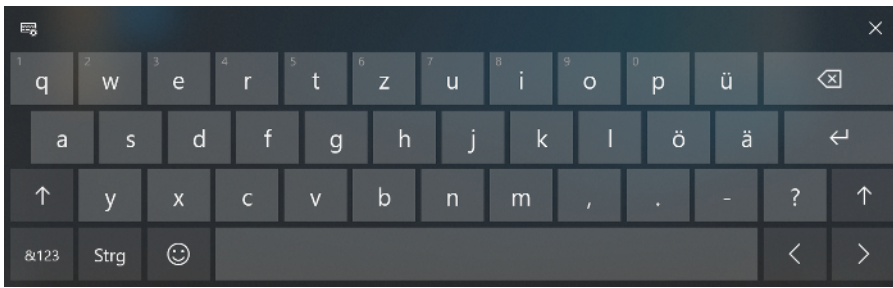 1 2 3 4 5 6 7 8 9 0
q w e r t z u i o p ü
a s d f g h j k l ö ä
y x c v b n m , . - ?
&123 Strg